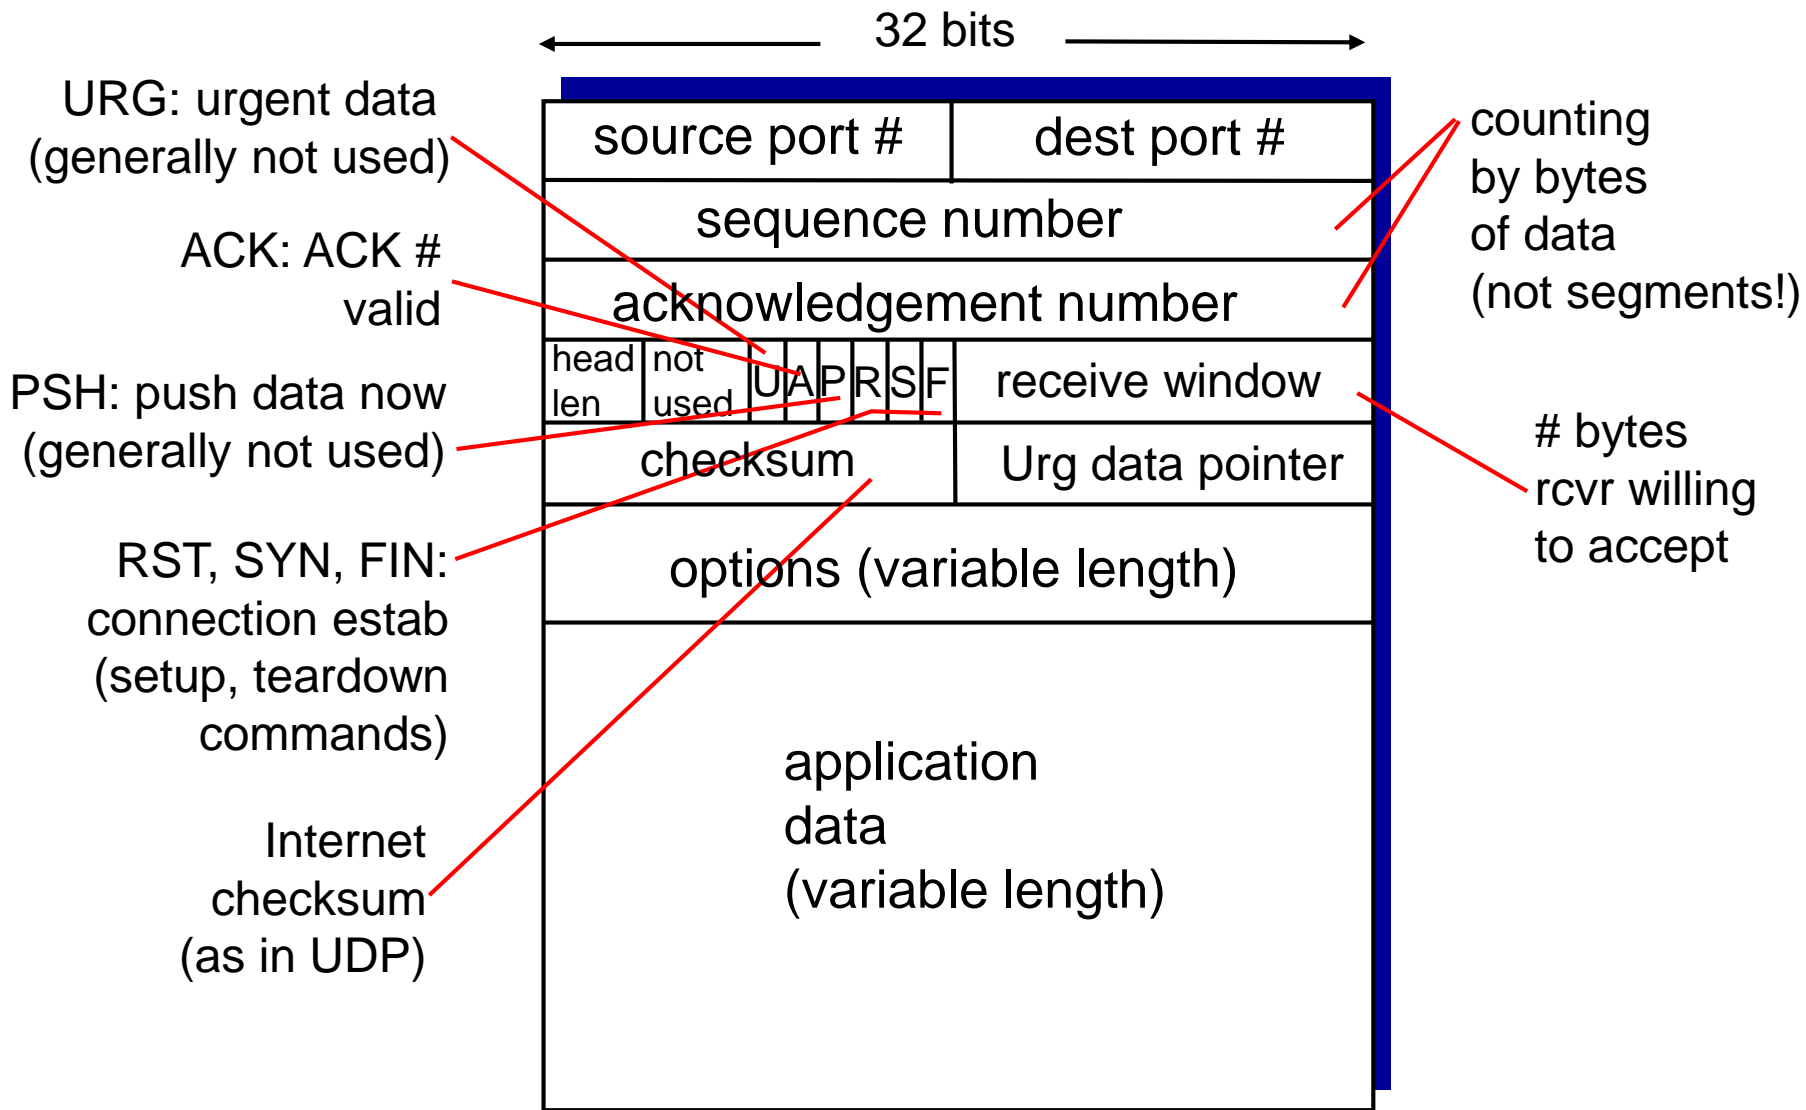 32 bits
URG: urgent data
(generally not used)
ACK: ACK #
valid
PSH: push data now
(generally not used)
RST, SYN, FIN:
connection estab
(setup, teardown
commands)
Internet
checksum
(as in UDP)
source port #
dest port #
sequence number
acknowledgement number
head
len
not
used
U
A
P
R
S
F
receive window
checksum
Urg data pointer
options (variable length)
application
data
(variable length)
counting
by bytes
of data
(not segments!)
# bytes
rcvr willing
to accept